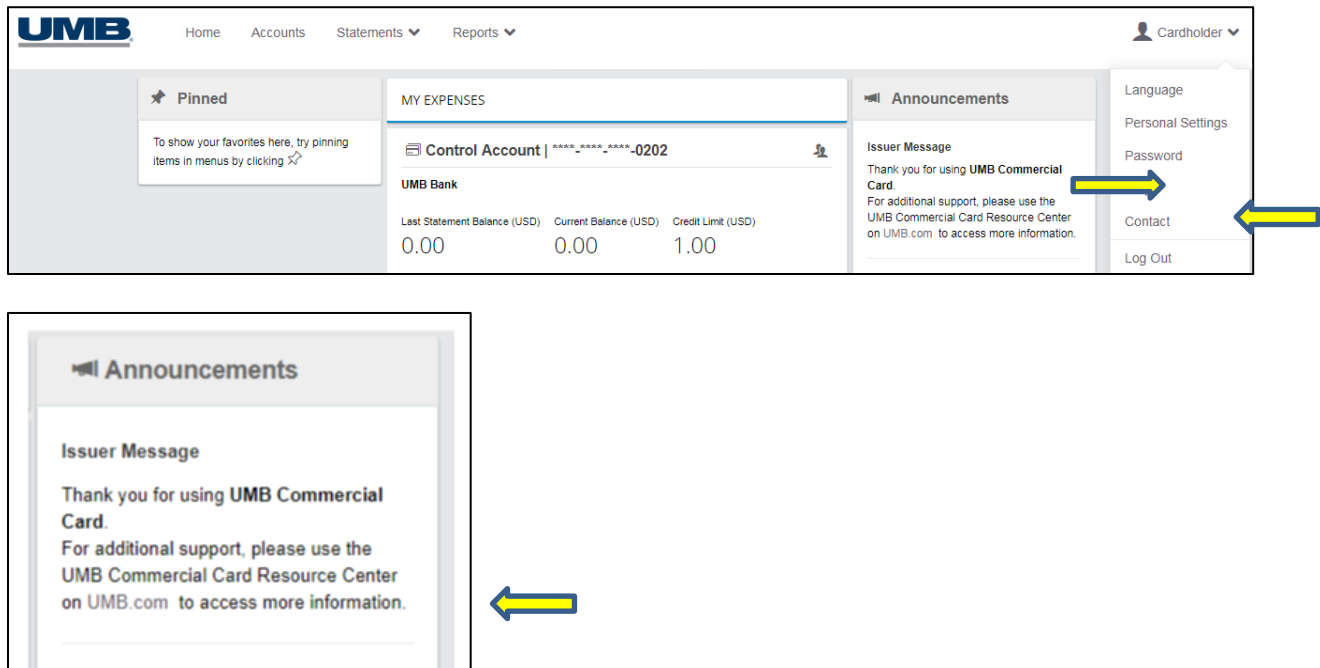 UMB
Home Accounts Statements Reports
Cardholder
Pinned
To show your favorites here, try pinning
items in menus by clicking
MY EXPENSES
Control Account | ****-****-****-0202
UMB Bank
Last Statement Balance (USD) Current Balance (USD) Credit Limit (USD)
0.00 0.00 1.00
Announcements
Issuer Message
Thank you for using UMB Commercial
Card.
For additional support, please use the
UMB Commercial Card Resource Center
on UMB.com to access more information.
Language
Personal Settings
Password
Contact
Log Out
Announcements
Issuer Message
Thank you for using UMB Commercial
Card.
For additional support, please use the
UMB Commercial Card Resource Center
on UMB.com to access more information.